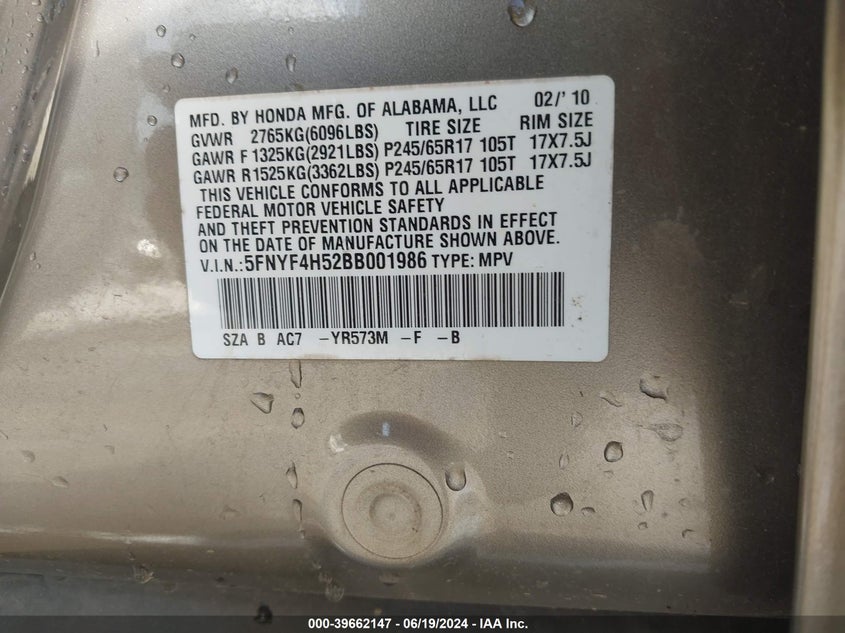 MFD. BY HONDA MFG. OF ALABAMA, LLC 02/' 10
GVWR 2765KG(6096LBS) TIRE SIZE RIM SIZE
GAWR F 1325KG(2921LBS) P245/65R17 105T 17X7.5J
GAWR R1525KG(3362LBS) P245/65R17 105T 17X7.5J
THIS VEHICLE CONFORMS TO ALL APPLICABLE
FEDERAL MOTOR VEHICLE SAFETY
AND THEFT PREVENTION STANDARDS IN EFFECT
ON THE DATE OF MANUFACTURE SHOWN ABOVE.
V.I.N.:5FNYF4H52BB001986 TYPE: MPV
SZA B AC7 -YR573M -F -B
000-39662147 - 06/19/2024 - IAAI Inc.